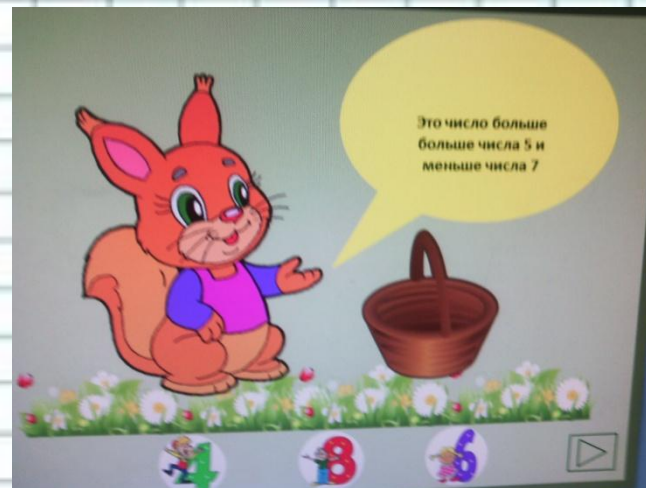 Это число больше
больше числа 5 и
меньше числа 7
4 8 6